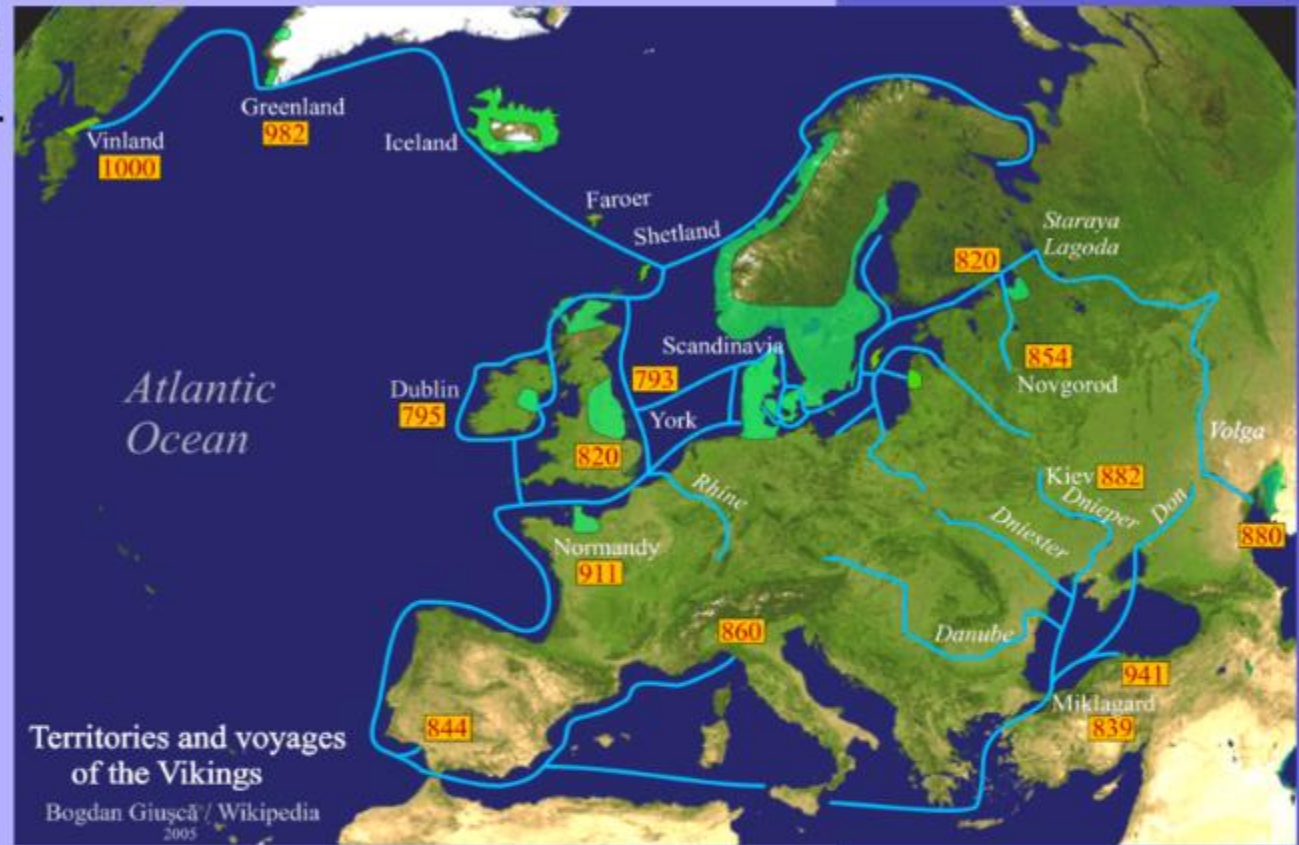 Vinland
1000
Greenland
982
Iceland
Faroer
Shetland
Staraya
Lagoda
820
Scandinavia
854
Novgorod
793
Dublin
795
York
820
Atlantic
Ocean
Volga
Rhine
Kiev 882
Dnieper
Don
Dniester
880
Normandy
911
860
Danube
941
Miklagard
839
844
Territories and voyages
of the Vikings
Bogdan Giuşcă / Wikipedia
2005